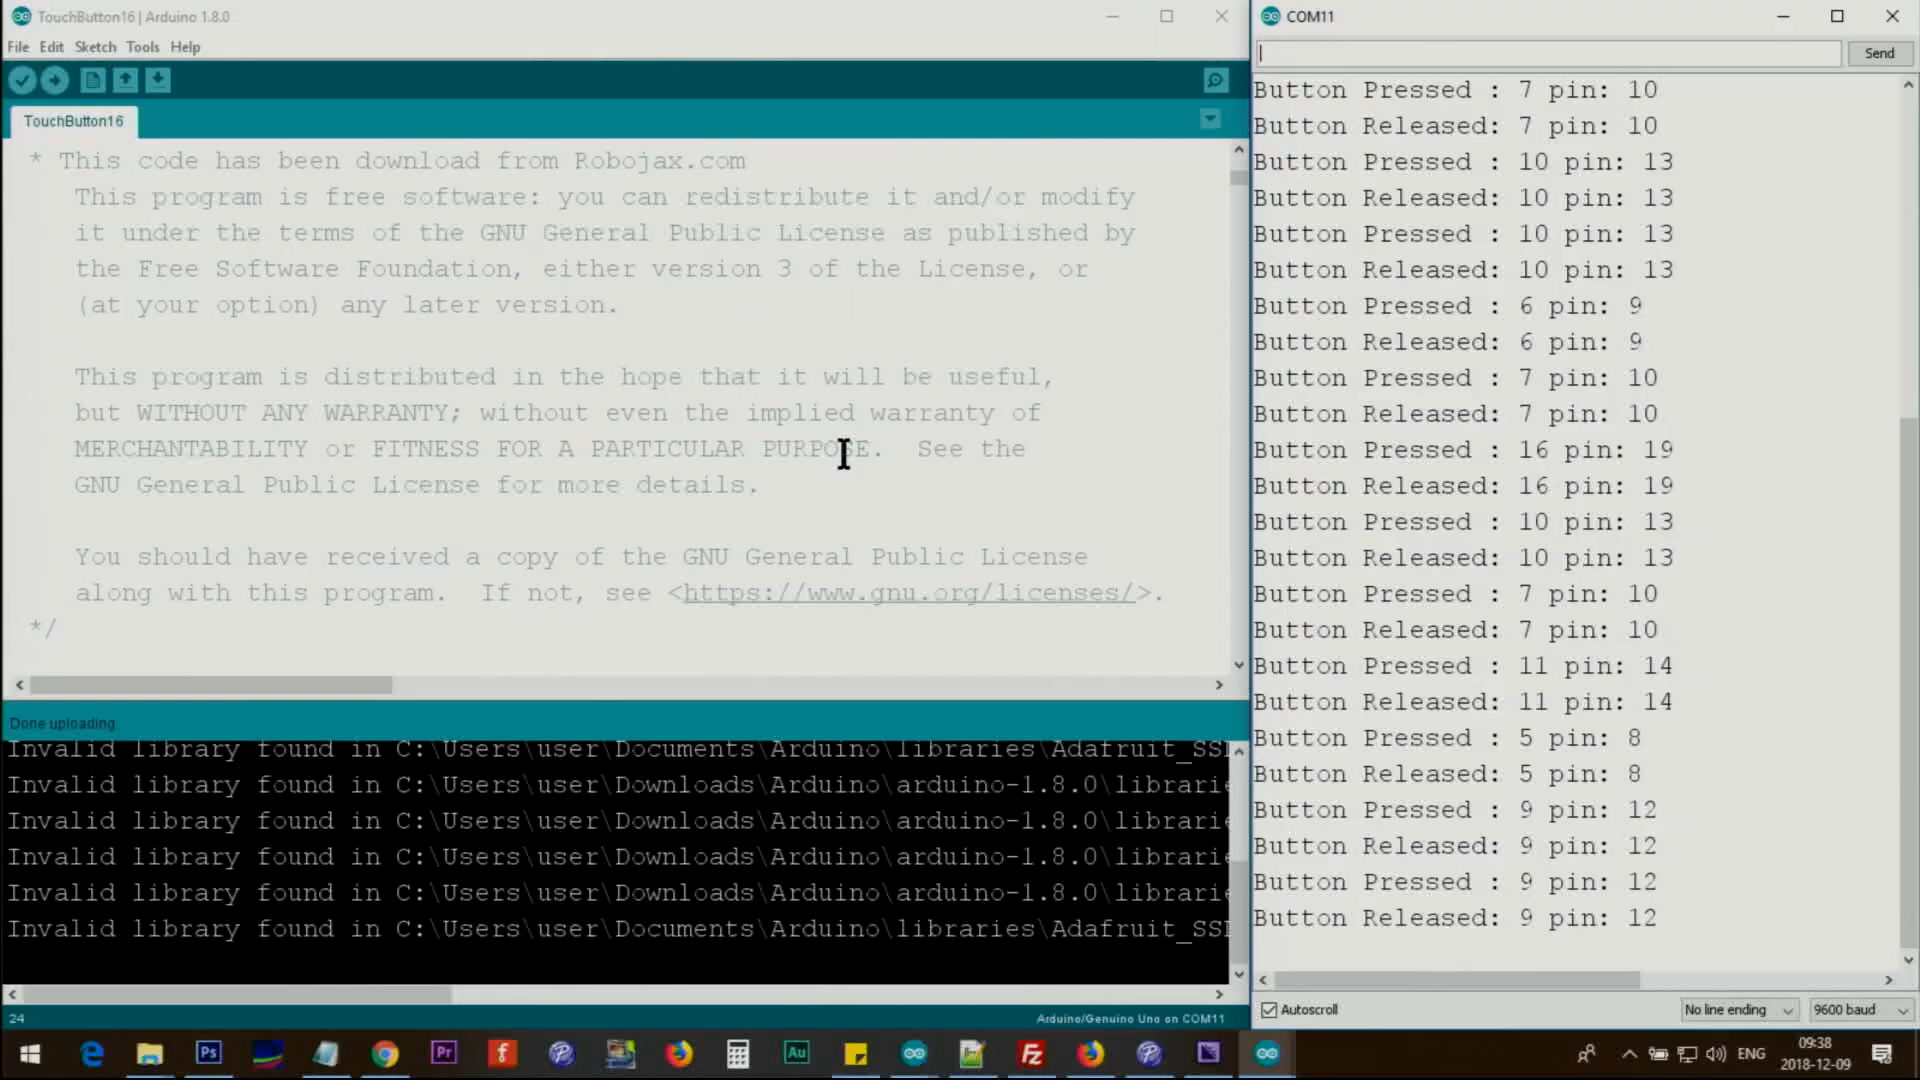 TouchButton16 | Arduino 1.8.0
File Edit Sketch Tools Help
TouchButton16
* This code has been download from Robojax.com
This program is free software: you can redistribute it and/or modify
it under the terms of the GNU General Public License as published by
the Free Software Foundation, either version 3 of the License, or
(at your option) any later version.
This program is distributed in the hope that it will be useful,
but WITHOUT ANY WARRANTY; without even the implied warranty of
MERCHANTABILITY or FITNESS FOR A PARTICULAR PURPOSE. See the
GNU General Public License for more details.
You should have received a copy of the GNU General Public License
along with this program. If not, see <https://www.gnu.org/licenses/>.
*/
Done uploading.
Invalid library found in C:\Users\user\Documents\Arduino\libraries\Adafruit_SS
Invalid library found in C:\Users\user\Downloads\Arduino\arduino-1.8.0\librarie
Invalid library found in C:\Users\user\Downloads\Arduino\arduino-1.8.0\librarie
Invalid library found in C:\Users\user\Downloads\Arduino\arduino-1.8.0\librarie
Invalid library found in C:\Users\user\Downloads\Arduino\arduino-1.8.0\librarie
Invalid library found in C:\Users\user\Documents\Arduino\libraries\Adafruit_SS
24
Arduino/Genuino Uno on COM11
COM11
Send
Button Pressed : 7 pin: 10
Button Released: 7 pin: 10
Button Pressed : 10 pin: 13
Button Released: 10 pin: 13
Button Pressed : 10 pin: 13
Button Released: 10 pin: 13
Button Pressed : 6 pin: 9
Button Released: 6 pin: 9
Button Pressed : 7 pin: 10
Button Released: 7 pin: 10
Button Pressed : 16 pin: 19
Button Released: 16 pin: 19
Button Pressed : 10 pin: 13
Button Released: 10 pin: 13
Button Pressed : 7 pin: 10
Button Released: 7 pin: 10
Button Pressed : 11 pin: 14
Button Released: 11 pin: 14
Button Pressed : 5 pin: 8
Button Released: 5 pin: 8
Button Pressed : 9 pin: 12
Button Released: 9 pin: 12
Button Pressed : 9 pin: 12
Button Released: 9 pin: 12
Autoscroll
No line ending
9600 baud
Ps
Pr
f
Au
Fz
ENG
09:38
2018-12-09